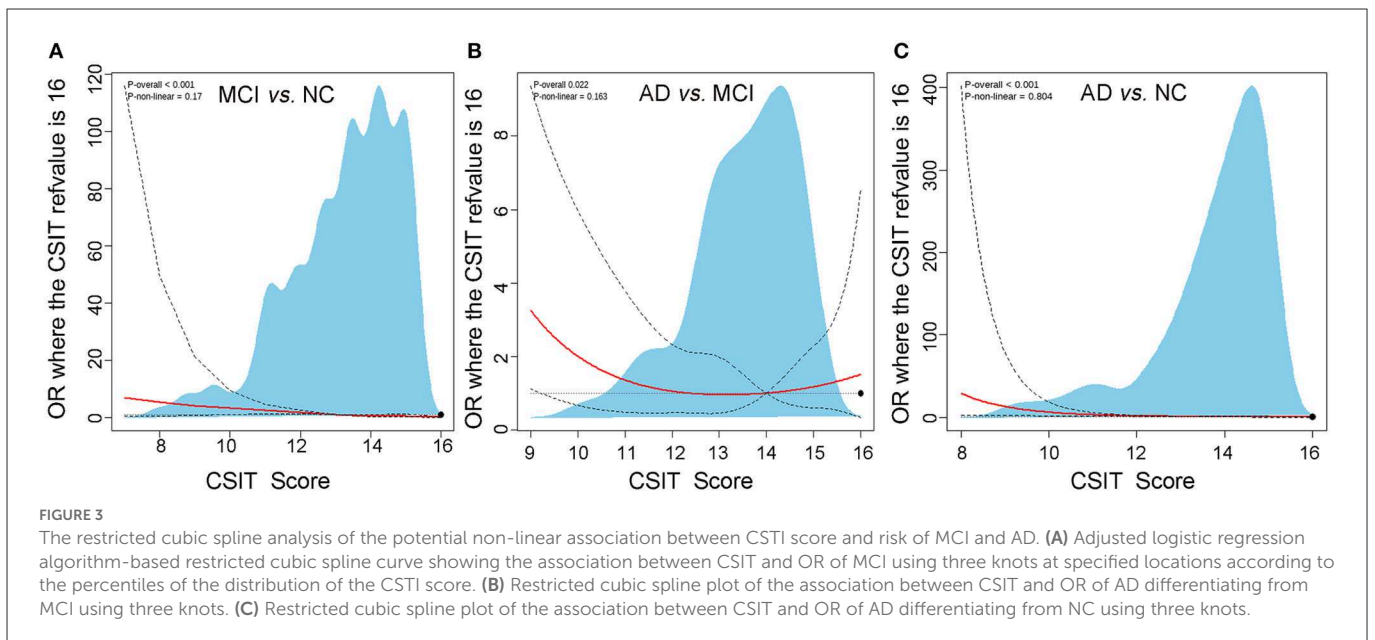 A
MCI vs. NC
P-overall < 0.001
P-non-linear = 0.17
OR where the CSIT refvalue is 16
0 20 40 60 80 100 120
8 10 12 14 16
CSIT Score
B
AD vs. MCI
P-overall 0.022
P-non-linear = 0.163
OR where the CSIT refvalue is 16
0 2 4 6 8
9 10 11 12 13 14 15 16
CSIT Score
C
AD vs. NC
P-overall < 0.001
P-non-linear = 0.804
OR where the CSIT refvalue is 16
0 100 200 300 400
8 10 12 14 16
CSIT Score
FIGURE 3
The restricted cubic spline analysis of the potential non-linear association between CSTI score and risk of MCI and AD. (A) Adjusted logistic regression
algorithm-based restricted cubic spline curve showing the association between CSIT and OR of MCI using three knots at specified locations according to
the percentiles of the distribution of the CSTI score. (B) Restricted cubic spline plot of the association between CSIT and OR of AD differentiating from
MCI using three knots. (C) Restricted cubic spline plot of the association between CSIT and OR of AD differentiating from NC using three knots.